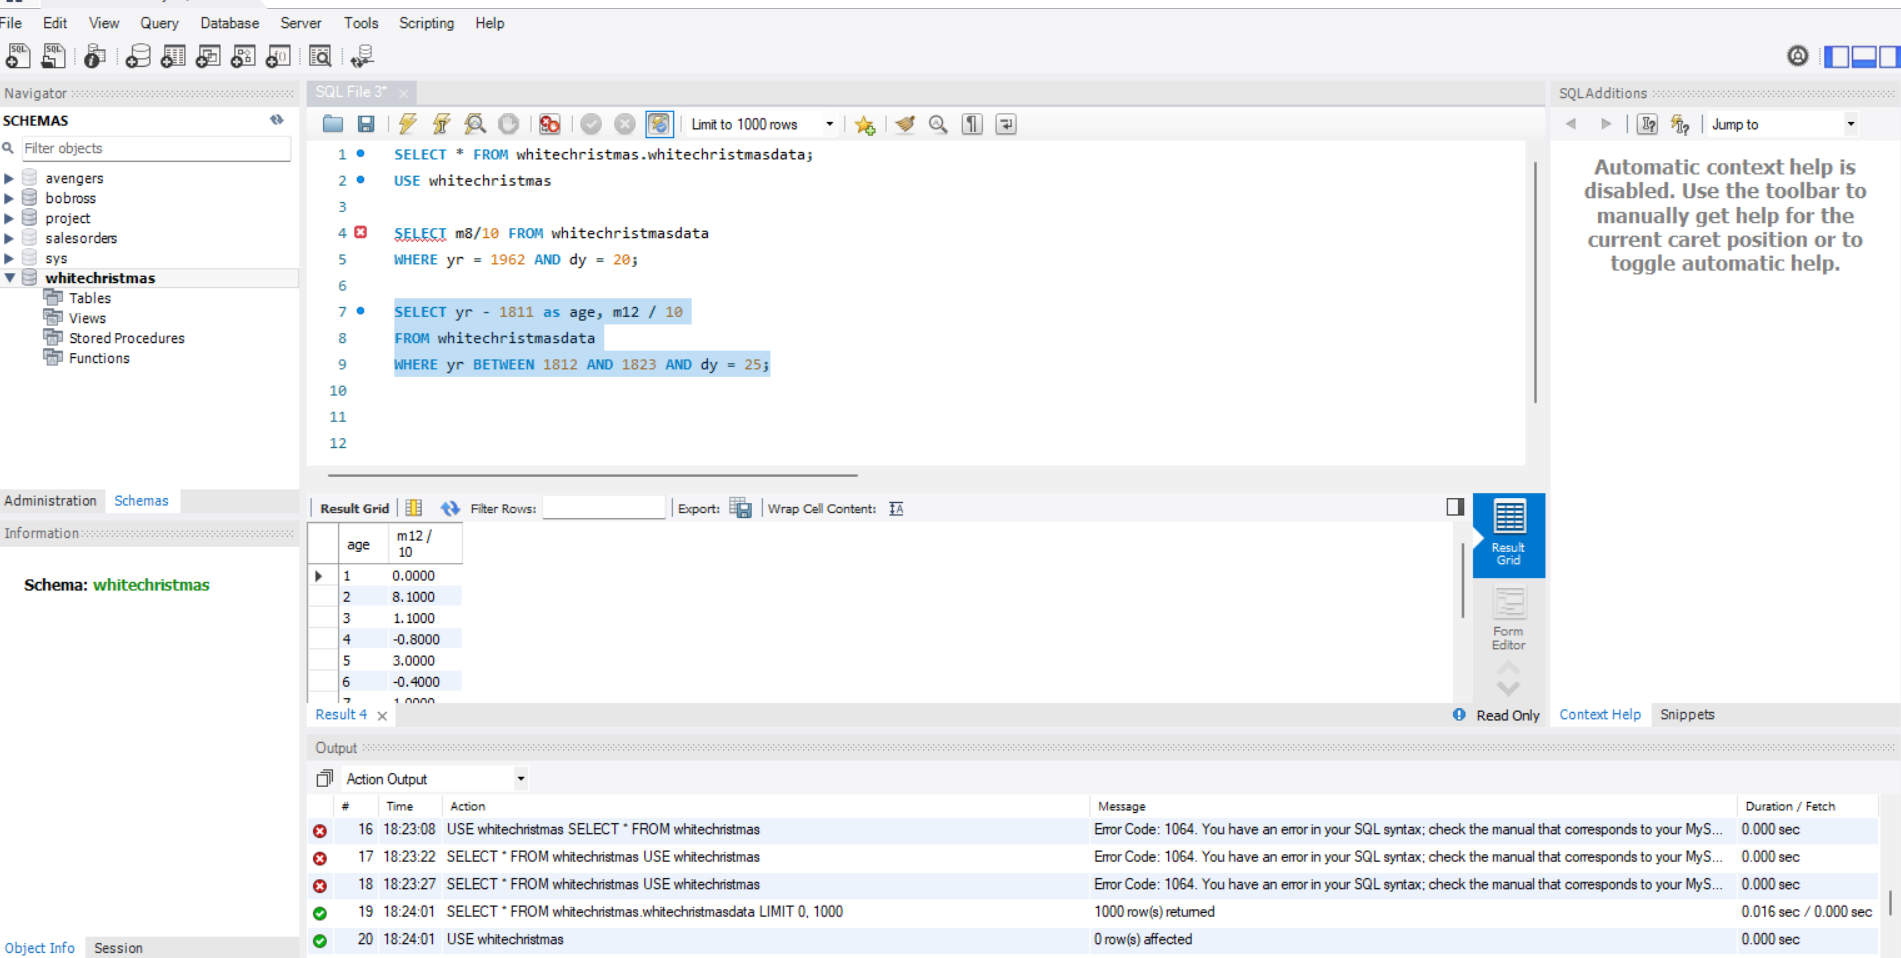 File Edit View Query Database Server Tools Scripting Help
Navigator
SCHEMAS
Filter objects
avengers
bobross
project
salesorders
sys
whitechristmas
Tables
Views
Stored Procedures
Functions
Administration Schemas
Information
Schema: whitechristmas
Object Info Session
SQL File 3*
Limit to 1000 rows
1 SELECT * FROM whitechristmas.whitechristmasdata;
2 USE whitechristmas
3
4 SELECT m8/10 FROM whitechristmasdata
5 WHERE yr = 1962 AND dy = 20;
6
7 SELECT yr - 1811 as age, m12 / 10
8 FROM whitechristmasdata
9 WHERE yr BETWEEN 1812 AND 1823 AND dy = 25;
10
11
12
Result Grid Filter Rows: Export: Wrap Cell Content: IA
age m12 / 10
1 0.0000
2 8.1000
3 1.1000
4 -0.8000
5 3.0000
6 -0.4000
7 1.0000
Result Grid
Form Editor
Result 4
Read Only
SQLAdditions
Jump to
Automatic context help is
disabled. Use the toolbar to
manually get help for the
current caret position or to
toggle automatic help.
Context Help Snippets
Output
Action Output
# Time Action Message Duration / Fetch
16 18:23:08 USE whitechristmas SELECT * FROM whitechristmas Error Code: 1064. You have an error in your SQL syntax; check the manual that corresponds to your MyS... 0.000 sec
17 18:23:22 SELECT * FROM whitechristmas USE whitechristmas Error Code: 1064. You have an error in your SQL syntax; check the manual that corresponds to your MyS... 0.000 sec
18 18:23:27 SELECT * FROM whitechristmas USE whitechristmas Error Code: 1064. You have an error in your SQL syntax; check the manual that corresponds to your MyS... 0.000 sec
19 18:24:01 SELECT * FROM whitechristmas.whitechristmasdata LIMIT 0, 1000 1000 row(s) returned 0.016 sec / 0.000 sec
20 18:24:01 USE whitechristmas 0 row(s) affected 0.000 sec